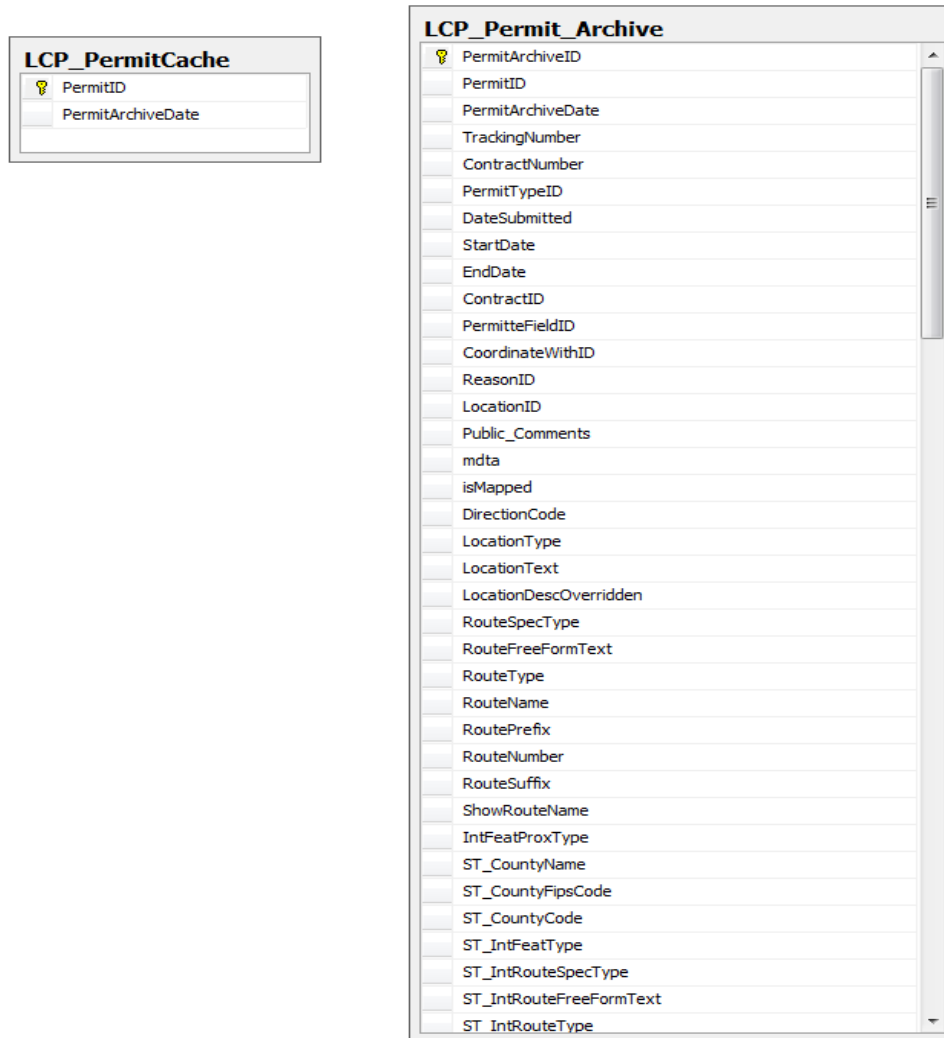 LCP_PermitCache
PermitID
PermitArchiveDate
LCP_Permit_Archive
PermitArchiveID
PermitID
PermitArchiveDate
TrackingNumber
ContractNumber
PermitTypeID
DateSubmitted
StartDate
EndDate
ContractID
PermitteFieldID
CoordinateWithID
ReasonID
LocationID
Public_Comments
mdta
isMapped
DirectionCode
LocationType
LocationText
LocationDescOverridden
RouteSpecType
RouteFreeFormText
RouteType
RouteName
RoutePrefix
RouteNumber
RouteSuffix
ShowRouteName
IntFeatProxType
ST_CountyName
ST_CountyFipsCode
ST_CountyCode
ST_IntFeatType
ST_IntRouteSpecType
ST_IntRouteFreeFormText
ST_IntRouteType